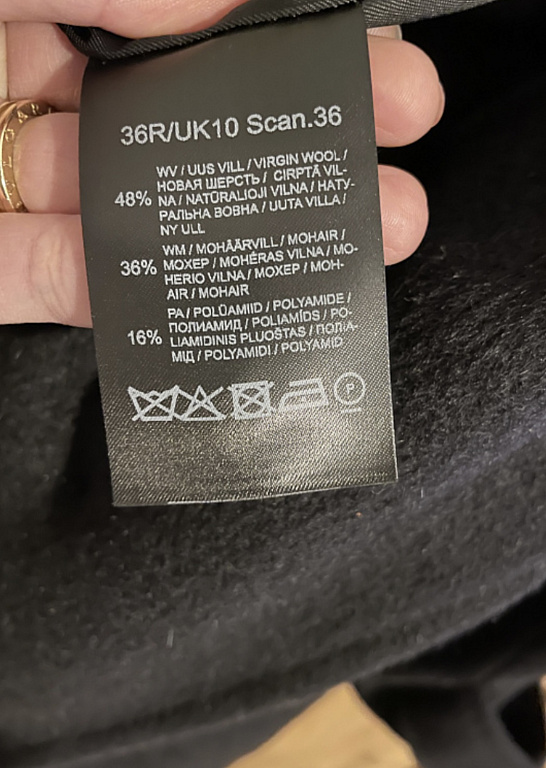 36R/UK10 Scan.36
48% WV / UUS VILL / VIRGIN WOOL /
НОВАЯ ШЕРСТЬ / CIRPTĀ VIL-
NA / NATŪRALIOJI VILNA / НАТУ-
РАЛЬНА ВОВНА / UUTA VILLA /
NY ULL
36% WM / MOHÄÄRVILL / MOHAIR /
МОХЕР / MOHĒRAS VILNA / MO-
HERIO VILNA / МОХЕР / MOH-
AIR / MOHAIR
16% PA / POLÜAMIID / POLYAMIDE /
ПОЛИАМИД / POLIAMĪDS / PO-
LIAMIDINIS PLUOŠTAS / ПОЛІА-
МІД / POLYAMIDI / POLYAMID
P